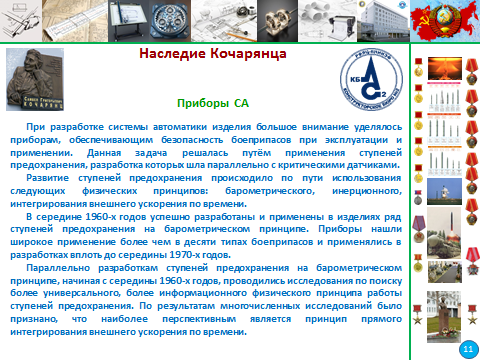 Наследие Кочарянца
КБ
АС
2
КОНСТРУКТОРСКОЕ БЮРО №2
КОЧАРЯНЦ
Приборы СА
При разработке системы автоматики изделия большое внимание уделялось
приборам, обеспечивающим безопасность боеприпасов при эксплуатации и
применении. Данная задача решалась путём применения ступеней
предохранения, разработка которых шла параллельно с критическими датчиками.
Развитие ступеней предохранения происходило по пути использования
следующих физических принципов: барометрического, инерционного,
интегрирования внешнего ускорения по времени.
В середине 1960-х годов успешно разработаны и применены в изделиях ряд
ступеней предохранения на барометрическом принципе. Приборы нашли
широкое применение более чем в десяти типах боеприпасов и применялись в
разработках вплоть до середины 1970-х годов.
Параллельно разработкам ступеней предохранения на барометрическом
принципе, начиная с середины 1960-х годов, проводились исследования по поиску
более универсального, более информационного физического принципа работы
ступеней предохранения. По результатам многочисленных исследований было
признано, что наиболее перспективным является принцип прямого
интегрирования внешнего ускорения по времени.
11